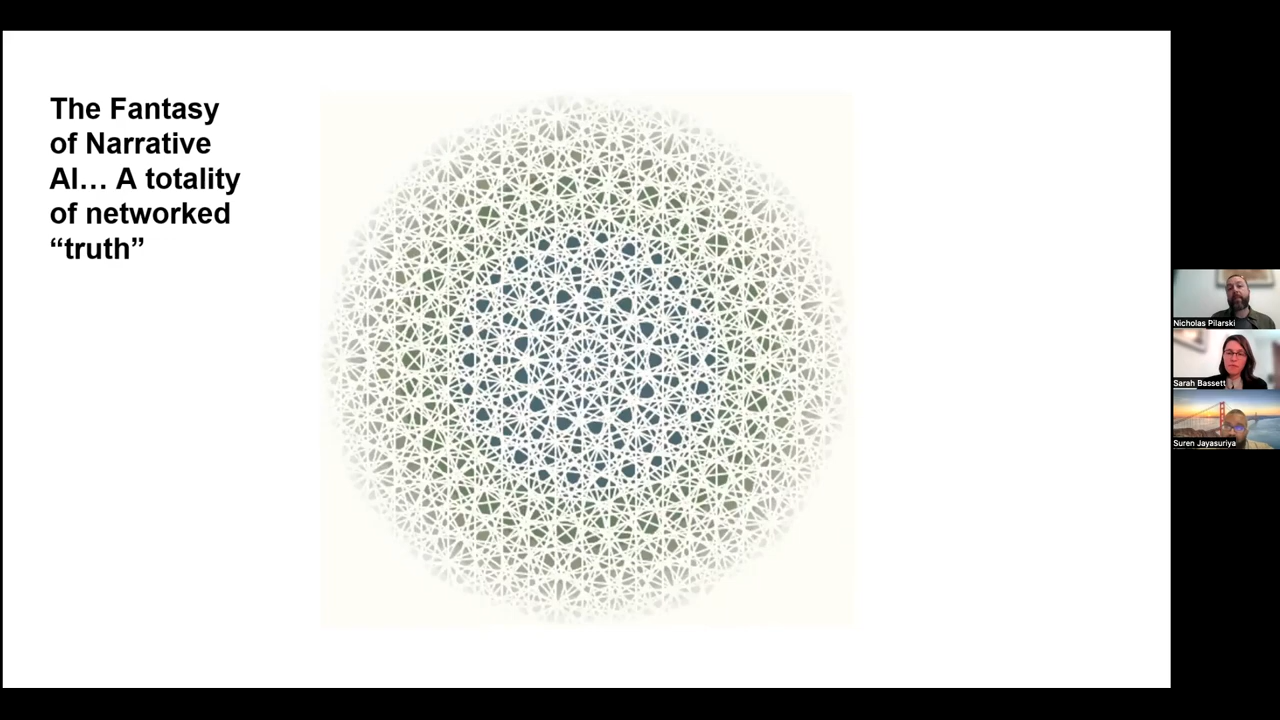 The Fantasy
of Narrative
AI… A totality
of networked
“truth”
Nicholas Pilarski
Sarah Bassett
Suren Jayasuriya